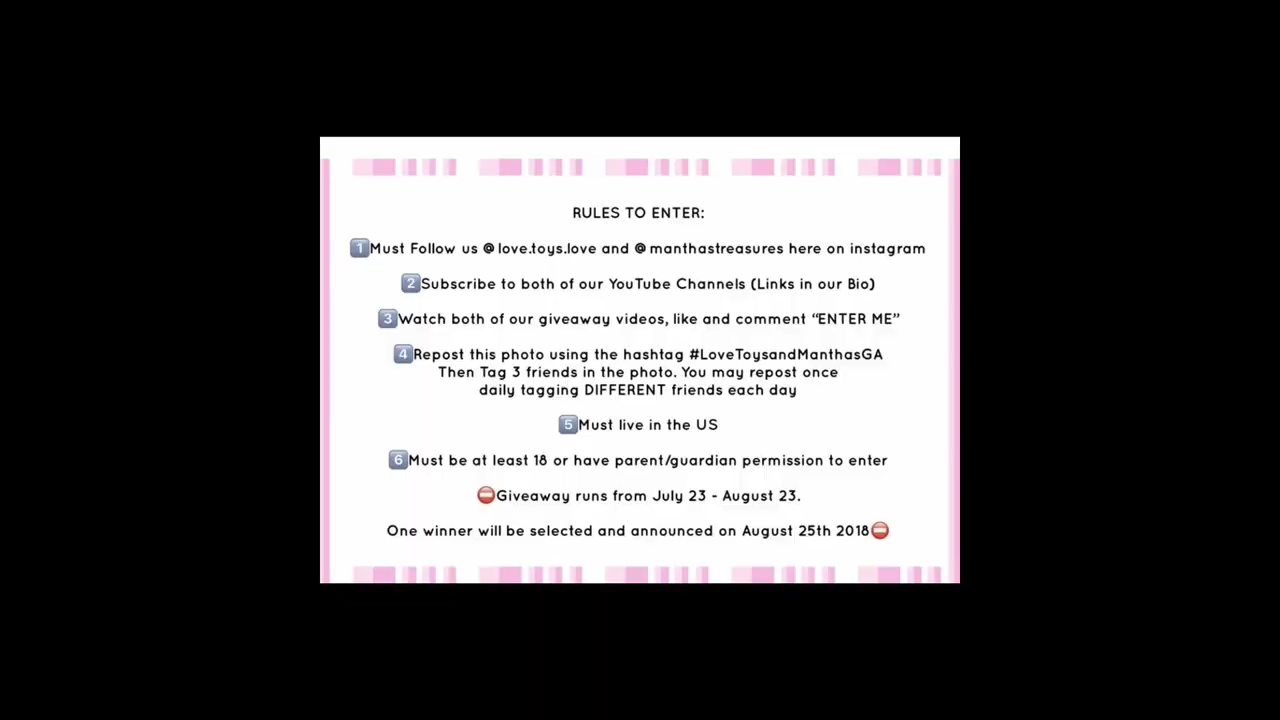 RULES TO ENTER:
1️⃣Must Follow us @love.toys.love and @manthastreasures here on instagram
2️⃣Subscribe to both of our YouTube Channels (Links in our Bio)
3️⃣Watch both of our giveaway videos, like and comment “ENTER ME”
4️⃣Repost this photo using the hashtag #LoveToysandManthasGA
Then Tag 3 friends in the photo. You may repost once
daily tagging DIFFERENT friends each day
5️⃣Must live in the US
6️⃣Must be at least 18 or have parent/guardian permission to enter
⛔Giveaway runs from July 23 - August 23.
One winner will be selected and announced on August 25th 2018⛔